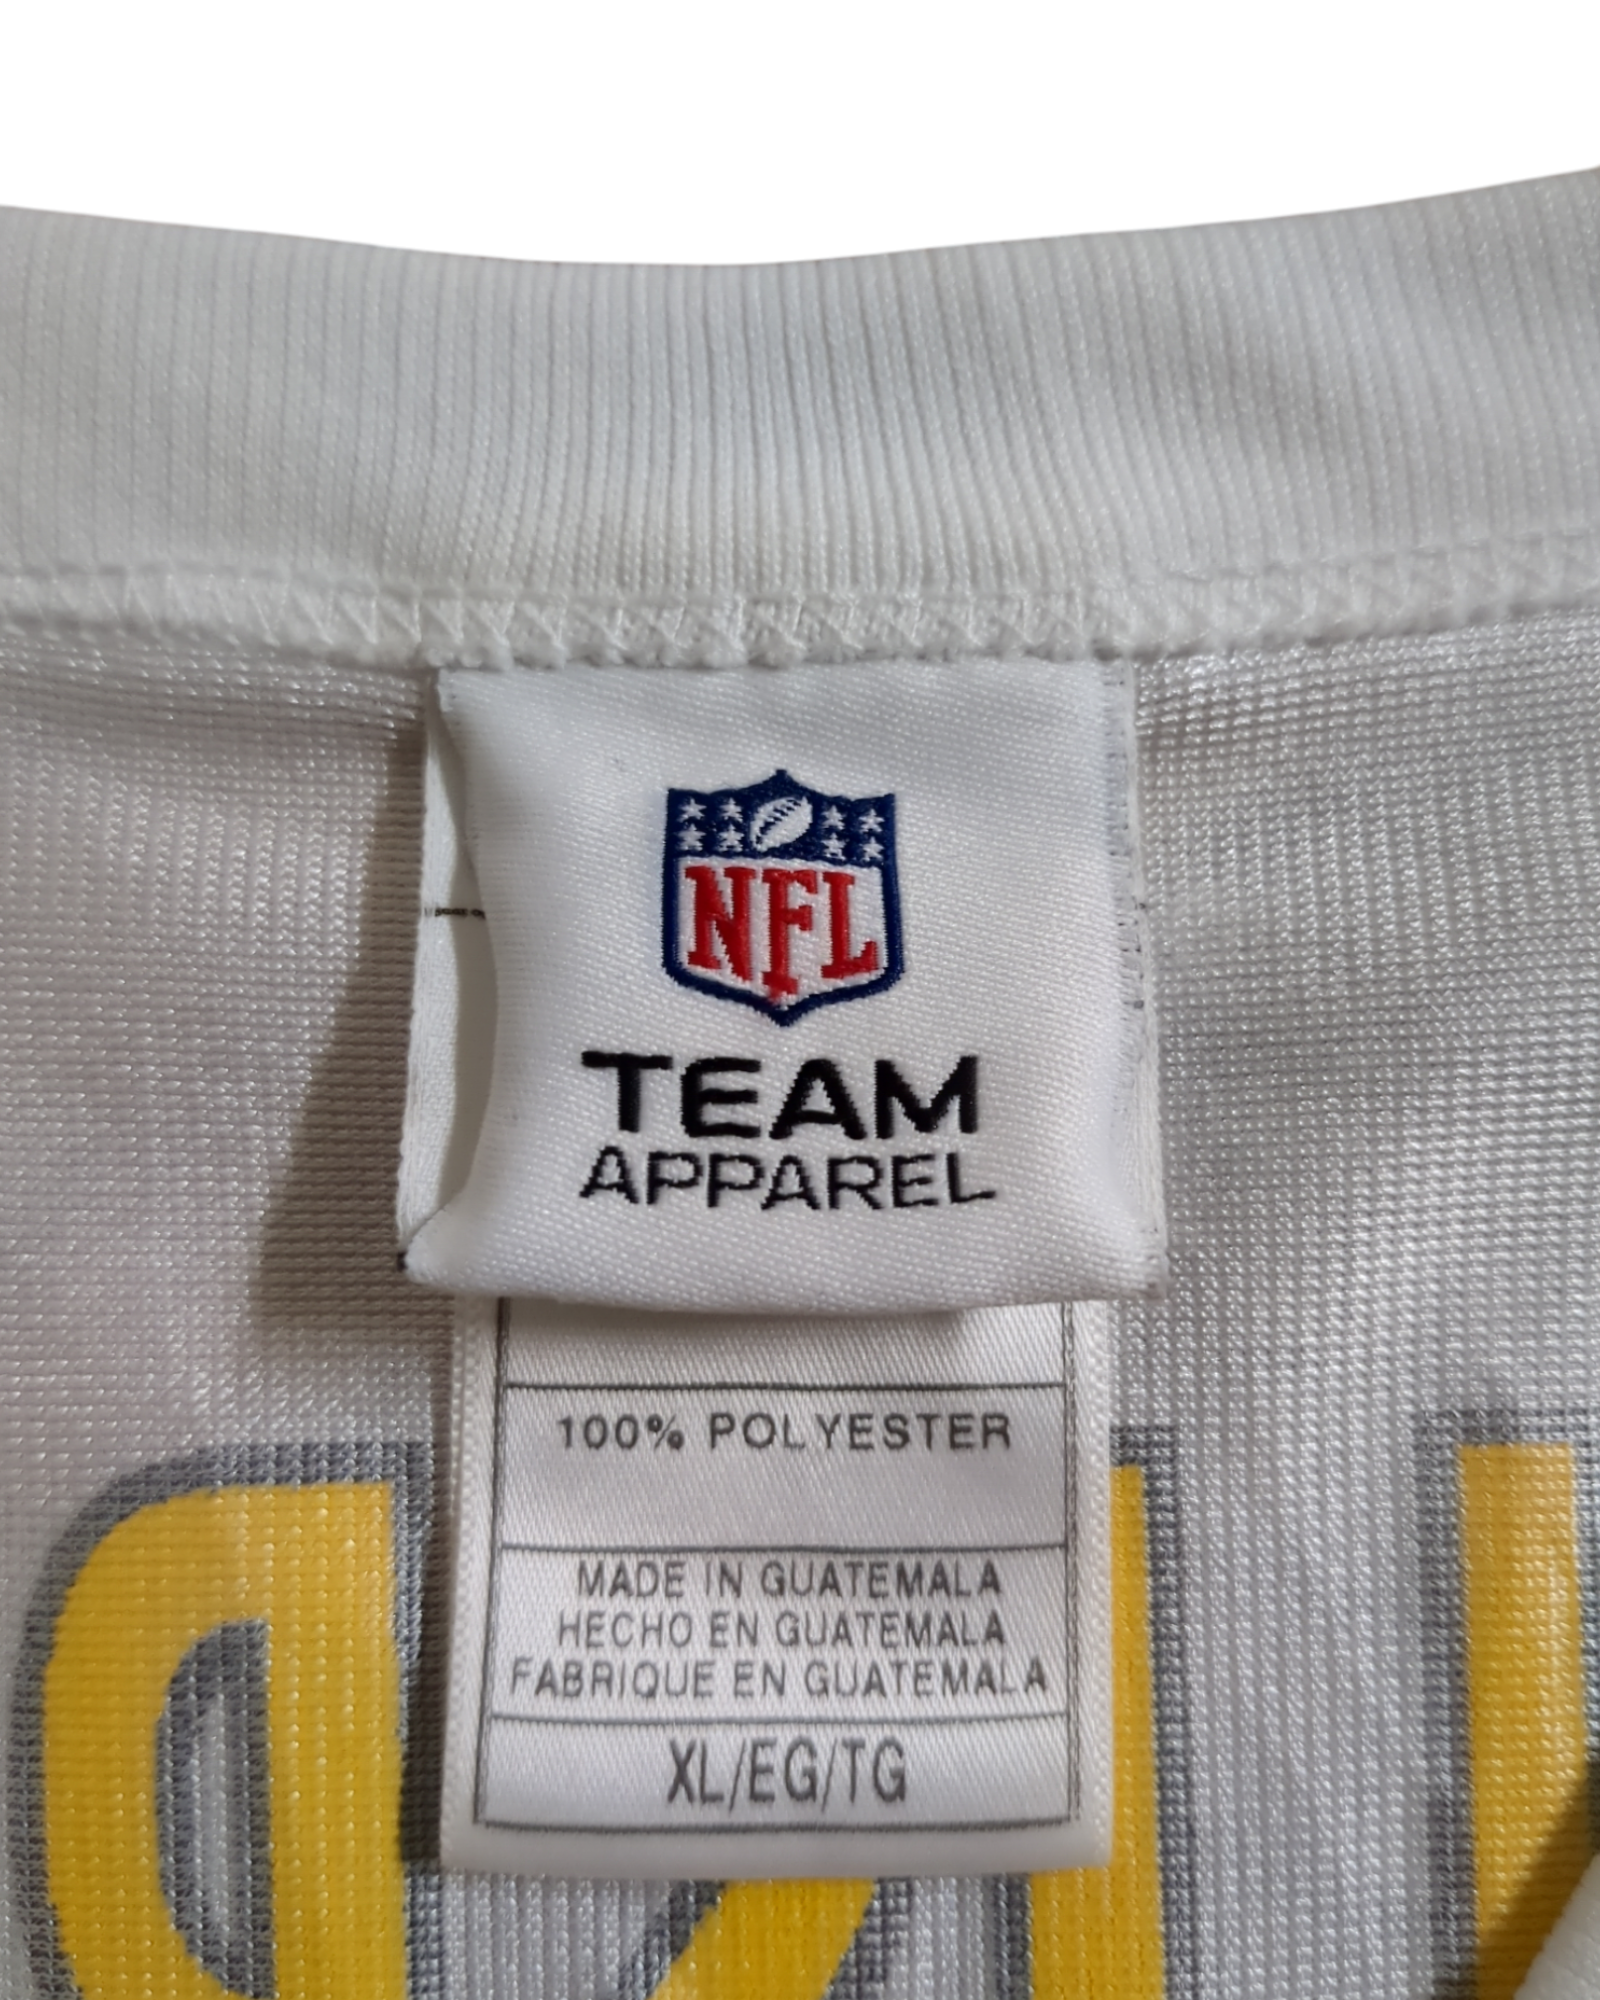 NFL
TEAM
APPAREL
100% POLYESTER
MADE IN GUATEMALA
HECHO EN GUATEMALA
FABRIQUE EN GUATEMALA
XL/EG/TG